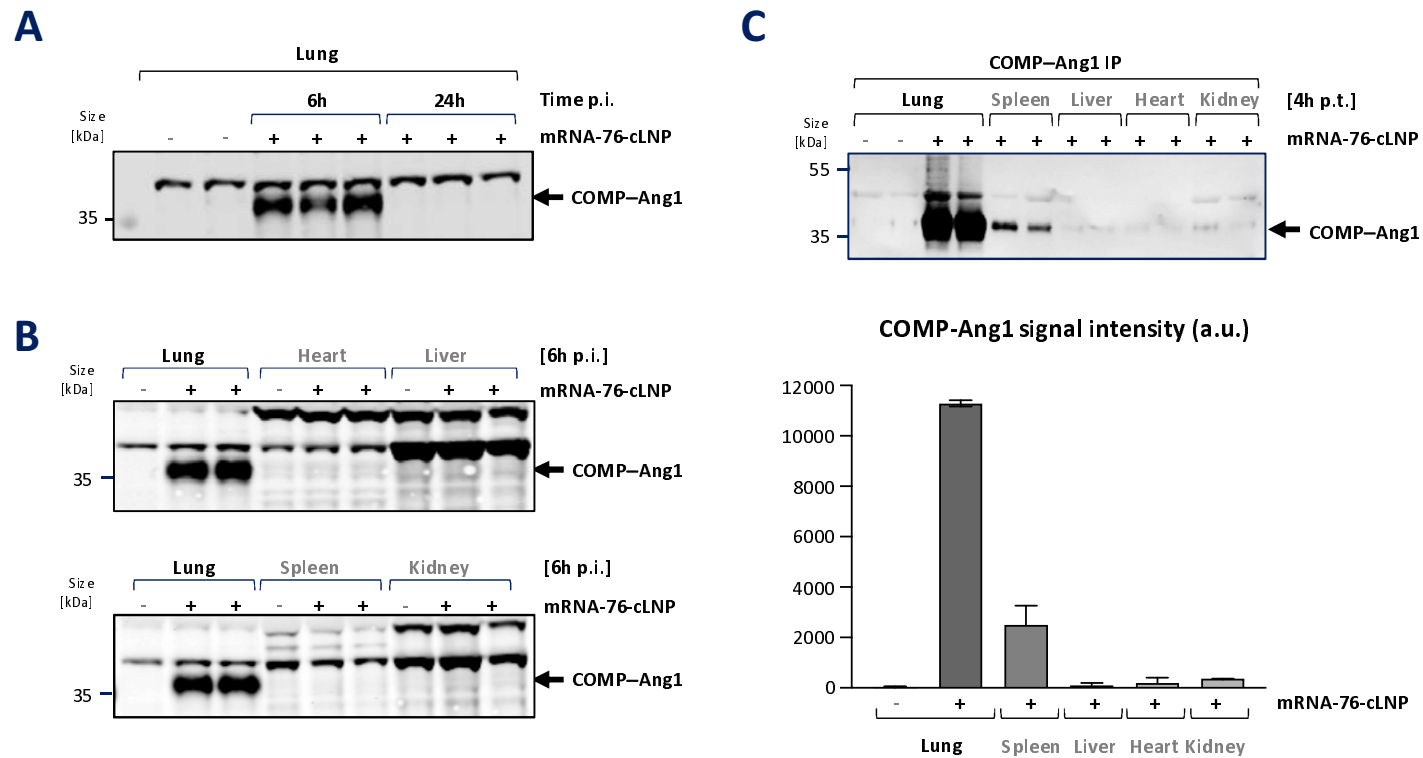 A
Lung
6h 24h Time p.i.
Size
[kDa] - - + + + + + + mRNA-76-cLNP
COMP–Ang1
35
B
Lung Heart Liver [6h p.i.]
Size
[kDa] - + + - + + - + + mRNA-76-cLNP
COMP–Ang1
35
Lung Spleen Kidney [6h p.i.]
Size
[kDa] - + + - + + - + + mRNA-76-cLNP
COMP–Ang1
35
C
COMP–Ang1 IP
Lung Spleen Liver Heart Kidney [4h p.t.]
Size
[kDa] - - + + + + + + + + + + mRNA-76-cLNP
55
35
COMP–Ang1
COMP-Ang1 signal intensity (a.u.)
12000
10000
8000
6000
4000
2000
0
- + + + + + mRNA-76-cLNP
Lung Spleen Liver Heart Kidney